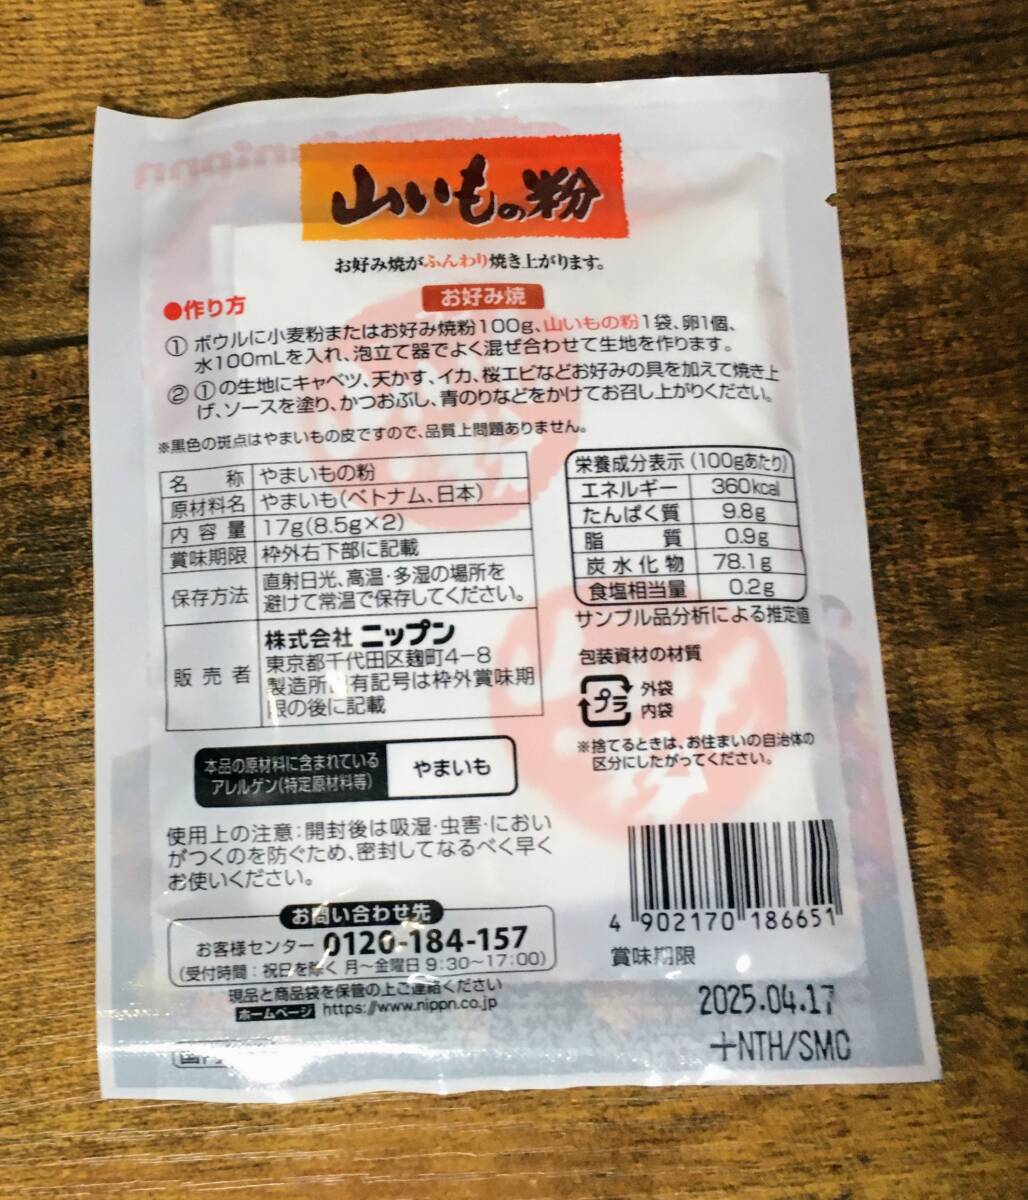 nippn
山いもの粉
お好み焼がふんわり焼き上がります。
●作り方
お好み焼
① ボウルに小麦粉またはお好み焼粉100g、山いもの粉1袋、卵1個、
水100mLを入れ、泡立て器でよく混ぜ合わせて生地を作ります。
② ①の生地にキャベツ、天かす、イカ、桜エビなどお好みの具を加えて焼き上
げ、ソースを塗り、かつおぶし、青のりなどをかけてお召し上がりください。
※黒色の斑点はやまいもの皮ですので、品質上問題ありません。
名称 やまいもの粉
原材料名 やまいも(ベトナム、日本)
内容量 17g(8.5g×2)
賞味期限 枠外右下部に記載
保存方法 直射日光、高温・多湿の場所を
避けて常温で保存してください。
販売者 株式会社 ニップン
東京都千代田区麹町4-8
製造所固有記号は枠外賞味期
限の後に記載
栄養成分表示(100gあたり)
エネルギー 360kcal
たんぱく質 9.8g
脂質 0.9g
炭水化物 78.1g
食塩相当量 0.2g
サンプル品分析による推定値
包装資材の材質
プラ
外袋
内袋
※捨てるときは、お住まいの自治体の
区分にしたがってください。
本品の原材料に含まれている
アレルゲン(特定原材料等)
やまいも
使用上の注意:開封後は吸湿・虫害・におい
がつくのを防ぐため、密封してなるべく早く
お使いください。
お問い合わせ先
お客様センター 0120-184-157
(受付時間:祝日を除く 月〜金曜日 9:30〜17:00)
現品と商品袋を保管の上ご連絡ください
ホームページ https://www.nippn.co.jp
4 902170 186651
賞味期限
2025.04.17
+NTH/SMC